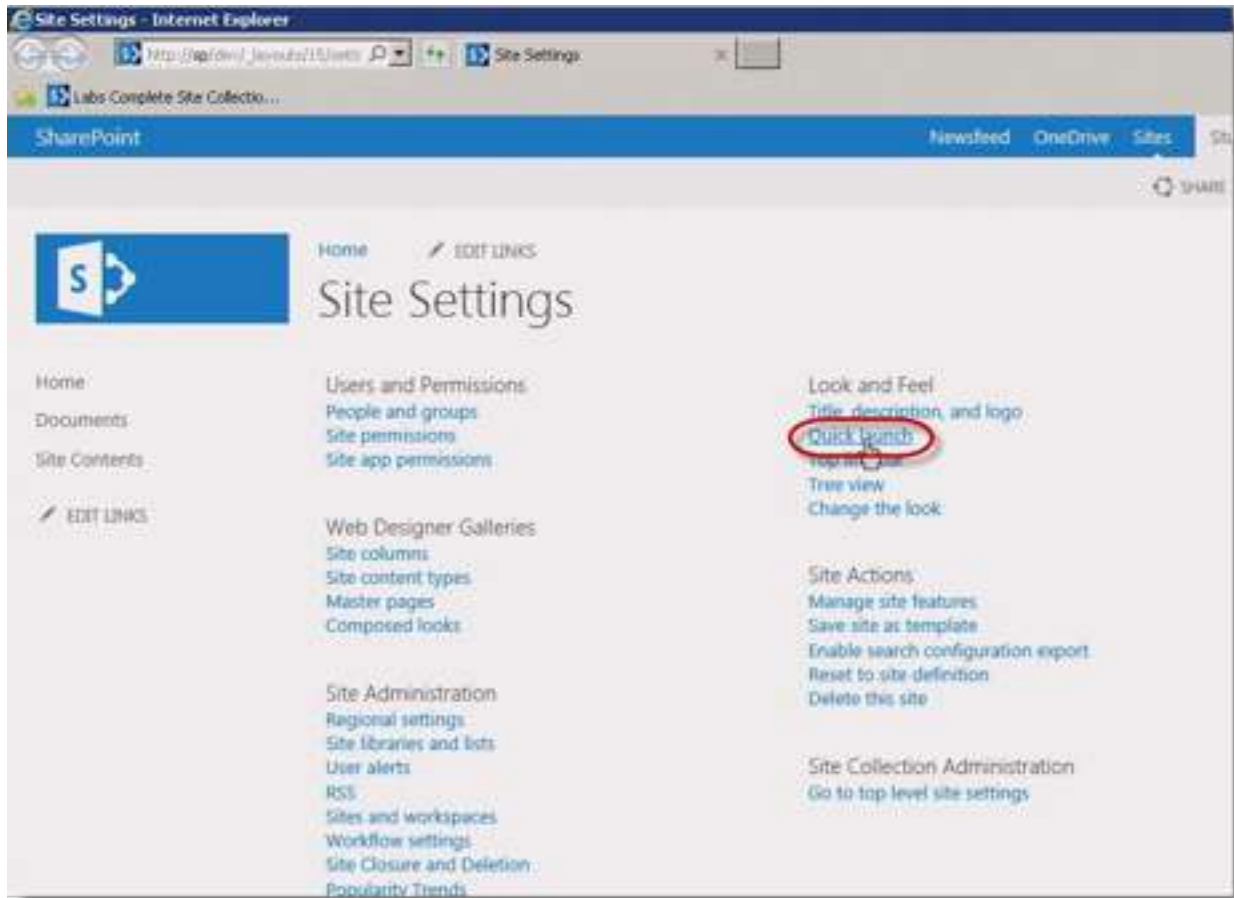 Site Settings - Internet Explorer
Site Settings
Labs Complete Site Collectio...
SharePoint
Newsfeed OneDrive Sites
SHARE
S
Home EDIT LINKS
Site Settings
Home
Documents
Site Contents
EDIT LINKS
Users and Permissions
People and groups
Site permissions
Site app permissions
Web Designer Galleries
Site columns
Site content types
Master pages
Composed looks
Site Administration
Regional settings
Site libraries and lists
User alerts
RSS
Sites and workspaces
Workflow settings
Site Closure and Deletion
Popularity Trends
Look and Feel
Title, description, and logo
Quick launch
Tree view
Change the look
Site Actions
Manage site features
Save site as template
Enable search configuration export
Reset to site definition
Delete this site
Site Collection Administration
Go to top level site settings